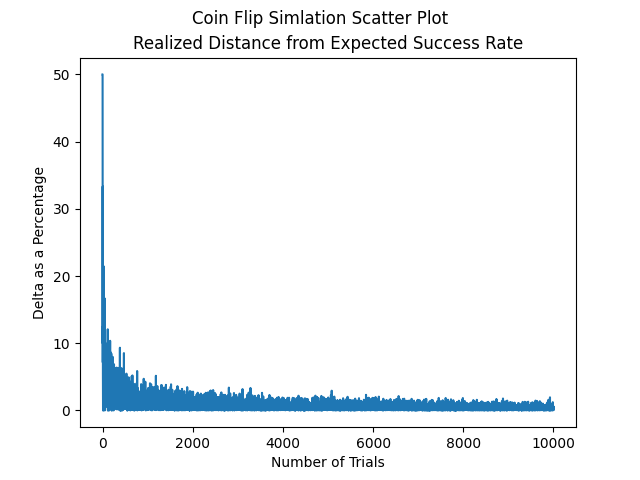 Coin Flip Simlation Scatter Plot
Realized Distance from Expected Success Rate
50
40
30
20
10
0
Delta as a Percentage
0 2000 4000 6000 8000 10000
Number of Trials